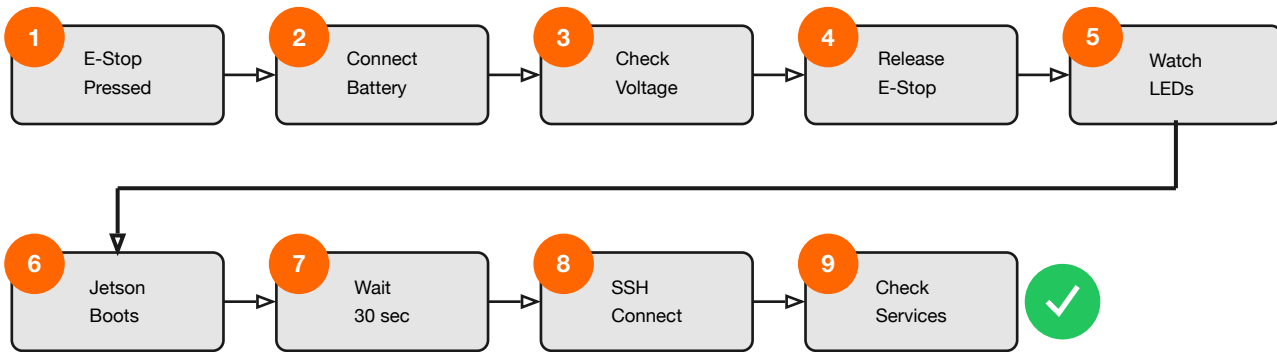 1
E-Stop
Pressed
2
Connect
Battery
3
Check
Voltage
4
Release
E-Stop
5
Watch
LEDs
6
Jetson
Boots
7
Wait
30 sec
8
SSH
Connect
9
Check
Services